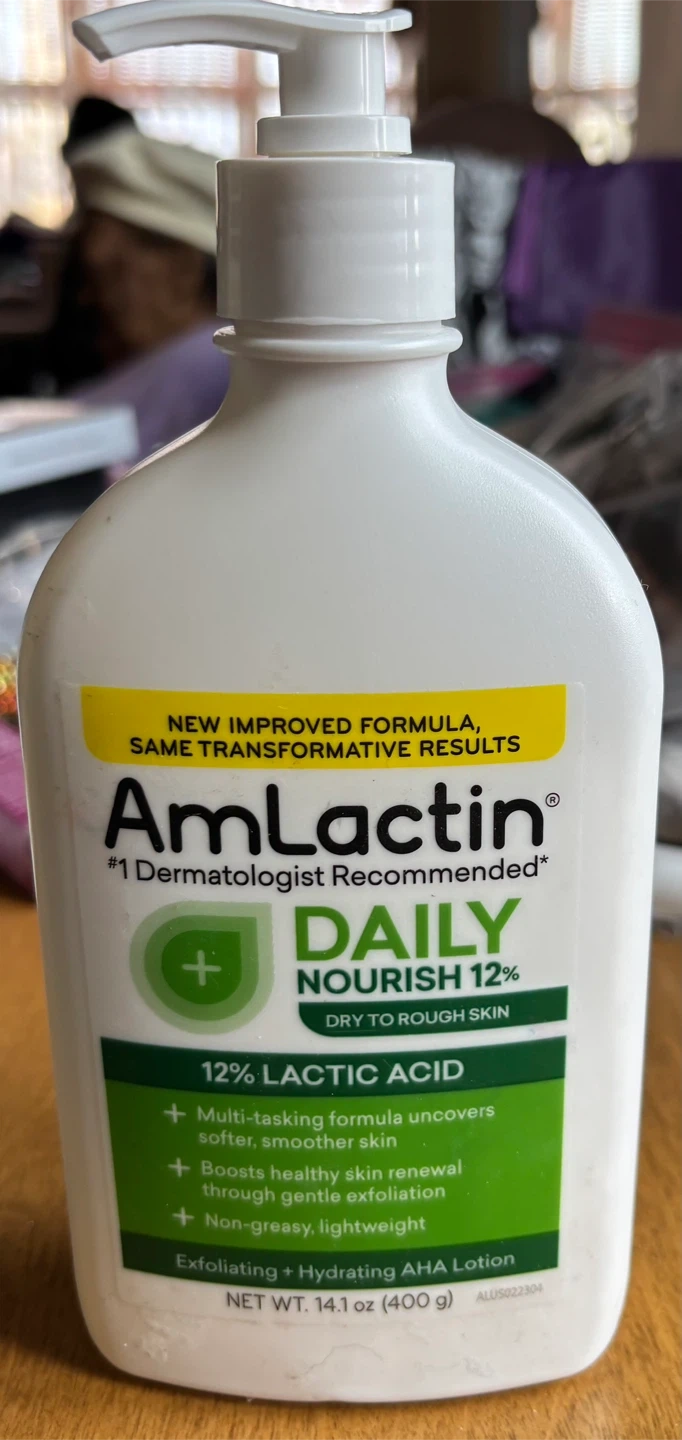 NEW IMPROVED FORMULA,
SAME TRANSFORMATIVE RESULTS
AmLactin®
#1 Dermatologist Recommended*
DAILY
NOURISH 12%
DRY TO ROUGH SKIN
12% LACTIC ACID
+ Multi-tasking formula uncovers
softer, smoother skin
+ Boosts healthy skin renewal
through gentle exfoliation
+ Non-greasy, lightweight
Exfoliating + Hydrating AHA Lotion
NET WT. 14.1 oz (400 g)
ALUS022304